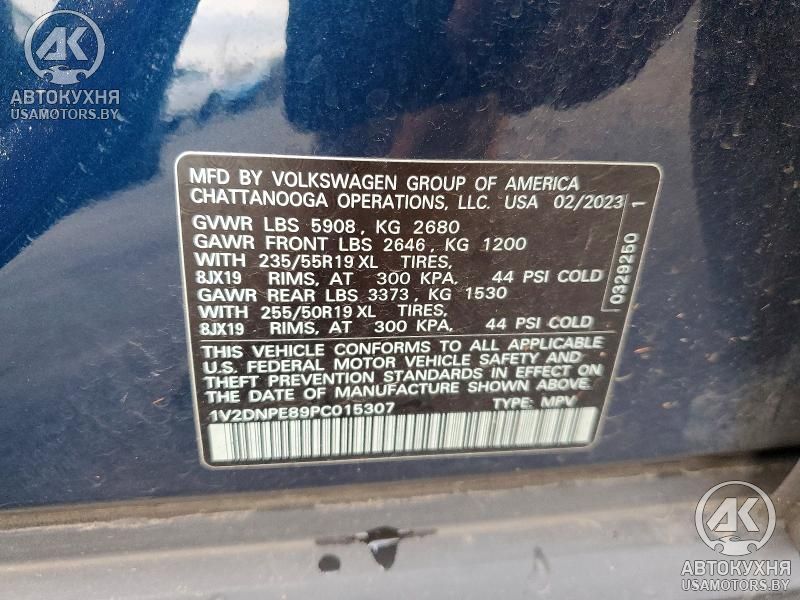 АК
АВТОКУХНЯ
USAMOTORS.BY
MFD BY VOLKSWAGEN GROUP OF AMERICA
CHATTANOOGA OPERATIONS, LLC. USA 02/2023
GVWR LBS 5908, KG 2680
GAWR FRONT LBS 2646, KG 1200
WITH 235/55R19 XL TIRES,
8JX19 RIMS, AT 300 KPA, 44 PSI COLD
GAWR REAR LBS 3373, KG 1530
WITH 255/50R19 XL TIRES,
8JX19 RIMS, AT 300 KPA, 44 PSI COLD
THIS VEHICLE CONFORMS TO ALL APPLICABLE
U.S. FEDERAL MOTOR VEHICLE SAFETY AND
THEFT PREVENTION STANDARDS IN EFFECT ON
THE DATE OF MANUFACTURE SHOWN ABOVE.
1V2DNPE89PC015307 TYPE: MPV
0329250 1
АК
АВТОКУХНЯ
USAMOTORS.BY